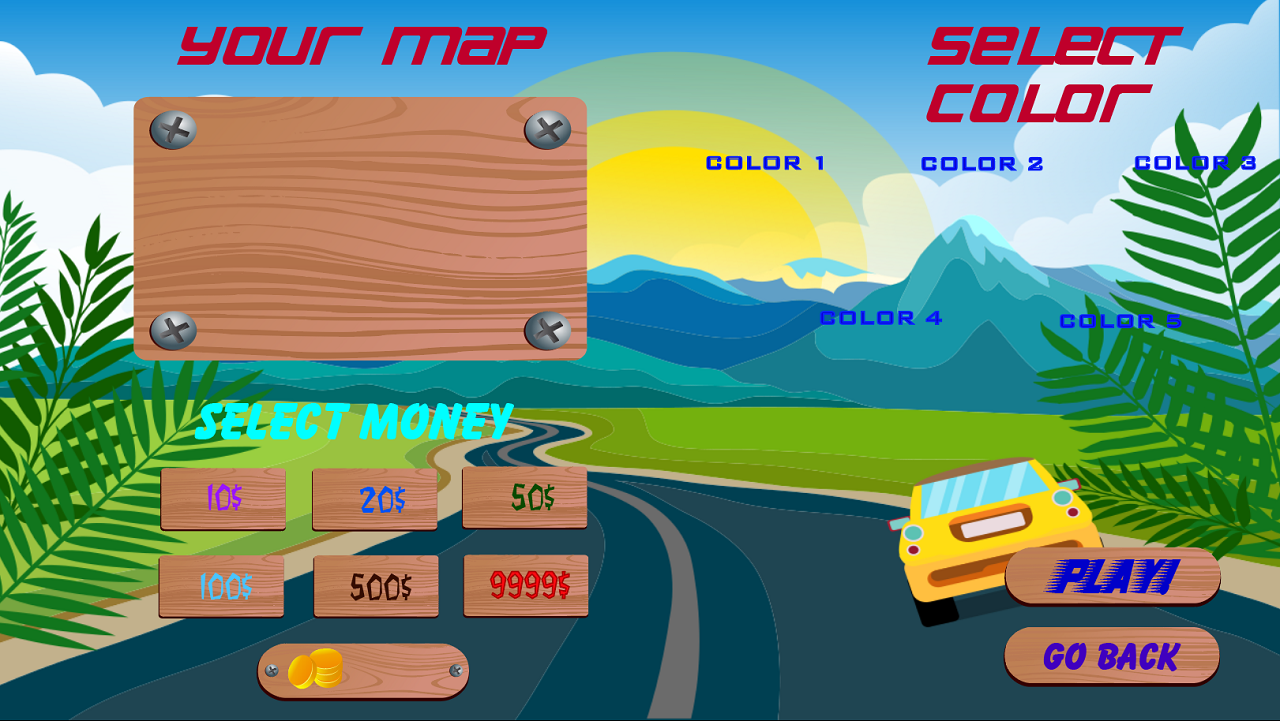 YOUR MAP
SELECT
COLOR
COLOR 1
COLOR 2
COLOR 3
COLOR 4
COLOR 5
SELECT MONEY
10$
20$
50$
100$
500$
9999$
PLAY!
GO BACK